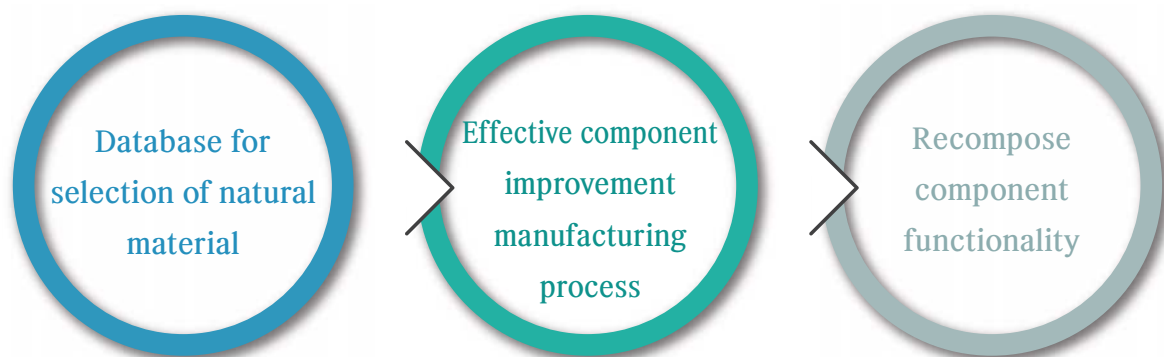 Database for
selection of natural
material
Effective component
improvement
manufacturing
process
Recompose
component
functionality